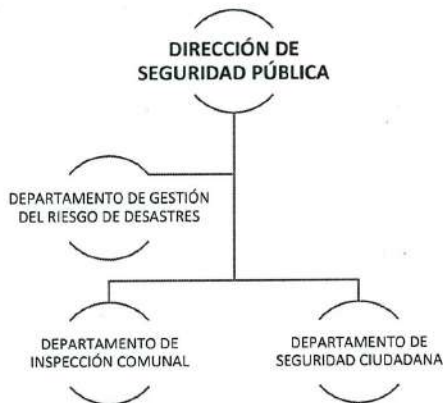 DIRECCIÓN DE
SEGURIDAD PÚBLICA
DEPARTAMENTO DE GESTIÓN
DEL RIESGO DE DESASTRES
DEPARTAMENTO DE
INSPECCIÓN COMUNAL
DEPARTAMENTO DE
SEGURIDAD CIUDADANA